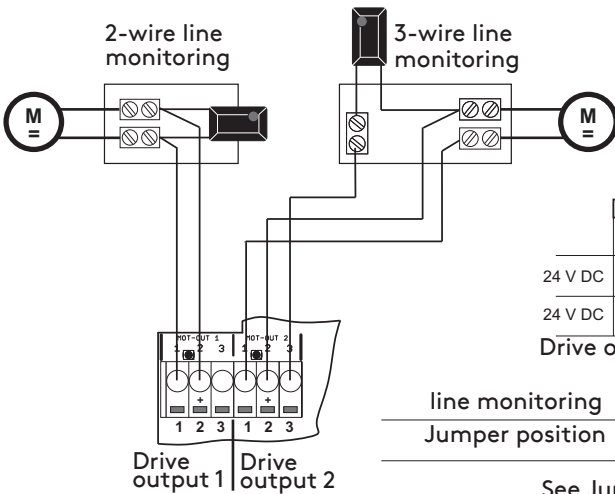 2-wire line
monitoring
3-wire line
monitoring
M
=
M
=
24 V DC
24 V DC
Drive o
line monitoring
Jumper position
See Jum
MOT-OUT 1
MOT-OUT 2
1 2 3 1 2 3
+ +
1 2 3 1 2 3
Drive
output 1
Drive
output 2